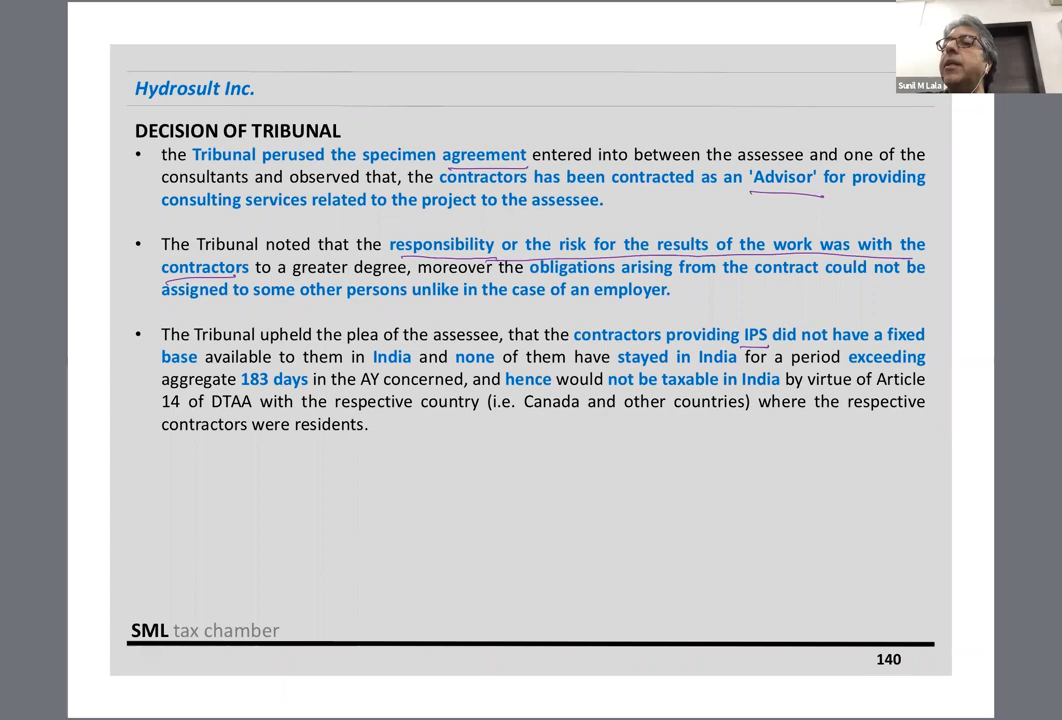 Sunil M Lala
Hydrosult Inc.
DECISION OF TRIBUNAL
• the Tribunal perused the specimen agreement entered into between the assessee and one of the
consultants and observed that, the contractors has been contracted as an 'Advisor' for providing
consulting services related to the project to the assessee.
• The Tribunal noted that the responsibility or the risk for the results of the work was with the
contractors to a greater degree, moreover the obligations arising from the contract could not be
assigned to some other persons unlike in the case of an employer.
• The Tribunal upheld the plea of the assessee, that the contractors providing IPS did not have a fixed
base available to them in India and none of them have stayed in India for a period exceeding
aggregate 183 days in the AY concerned, and hence would not be taxable in India by virtue of Article
14 of DTAA with the respective country (i.e. Canada and other countries) where the respective
contractors were residents.
SML tax chamber
140